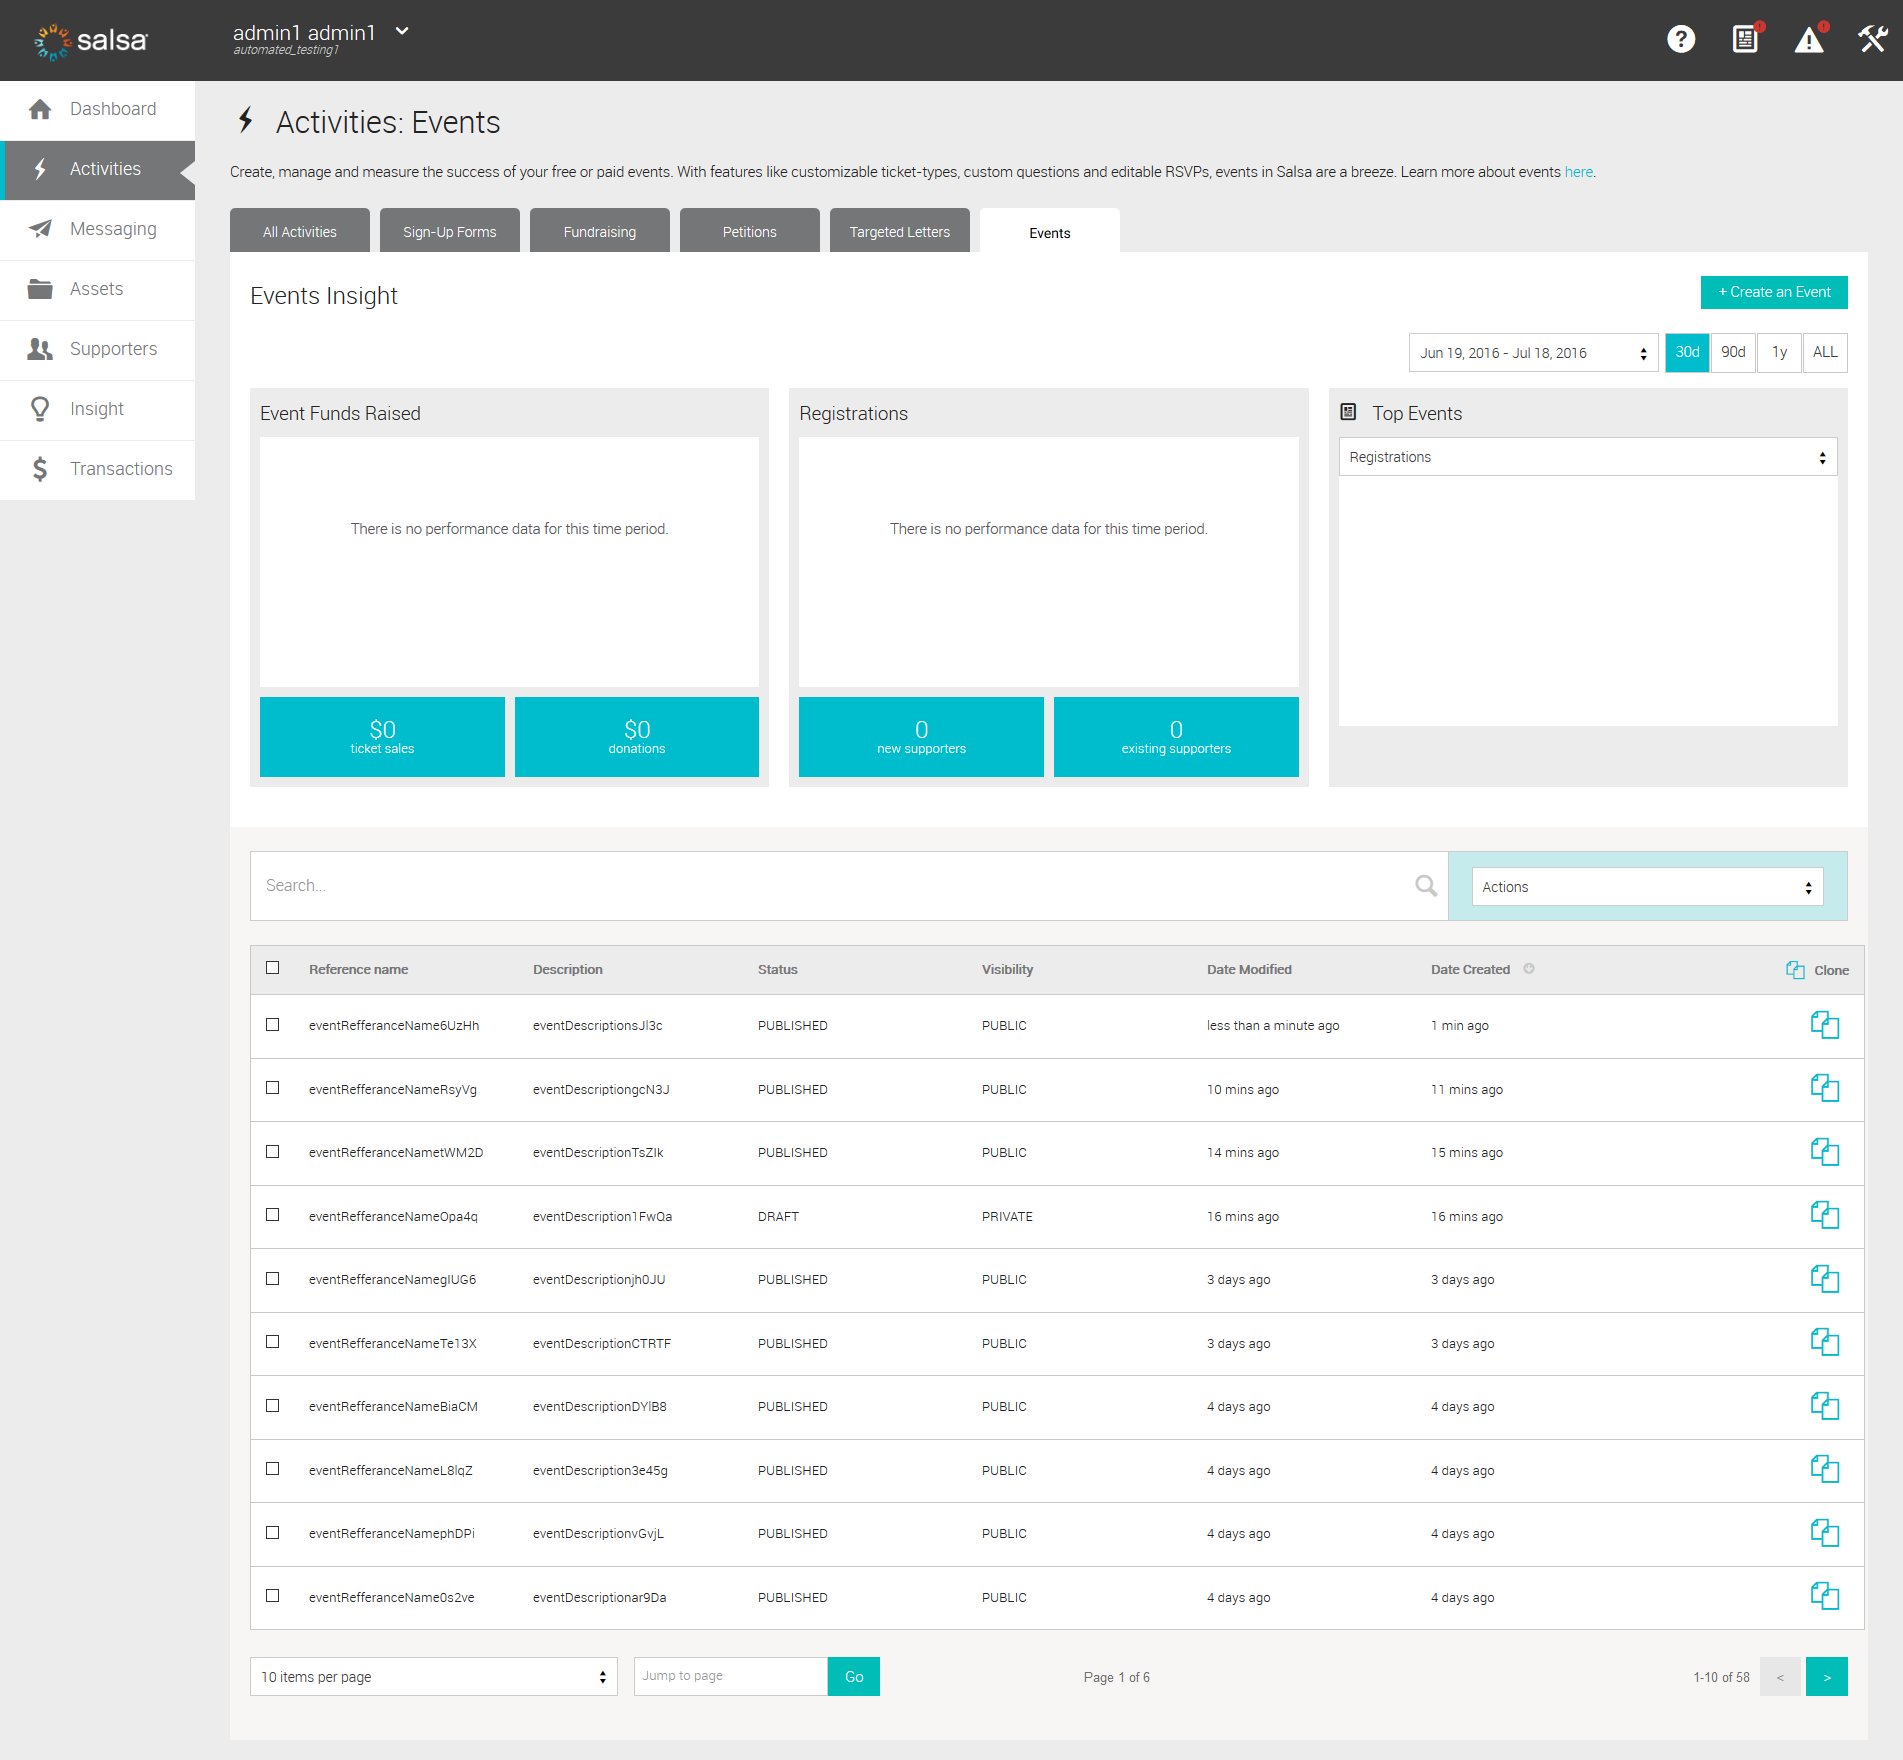 salsa
admin1 admin1
automated_testing1
Dashboard
Activities
Messaging
Assets
Supporters
Insight
Transactions
Activities: Events
Create, manage and measure the success of your free or paid events. With features like customizable ticket-types, custom questions and editable RSVPs, events in Salsa are a breeze. Learn more about events here.
All Activities Sign-Up Forms Fundraising Petitions Targeted Letters Events
Events Insight
+ Create an Event
Jun 19, 2016 - Jul 18, 2016 30d 90d 1y ALL
Event Funds Raised
There is no performance data for this time period.
$0
ticket sales
$0
donations
Registrations
There is no performance data for this time period.
0
new supporters
0
existing supporters
Top Events
Registrations
Search...
Actions
Reference name Description Status Visibility Date Modified Date Created Clone
eventRefferanceName6UzHh eventDescriptionsJl3c PUBLISHED PUBLIC less than a minute ago 1 min ago
eventRefferanceNameRsyVg eventDescriptiongcN3J PUBLISHED PUBLIC 10 mins ago 11 mins ago
eventRefferanceNametWM2D eventDescriptionTsZIk PUBLISHED PUBLIC 14 mins ago 15 mins ago
eventRefferanceNameOpa4q eventDescription1FwQa DRAFT PRIVATE 16 mins ago 16 mins ago
eventRefferanceNamegIUG6 eventDescriptionjh0JU PUBLISHED PUBLIC 3 days ago 3 days ago
eventRefferanceNameTe13X eventDescriptionCTRTF PUBLISHED PUBLIC 3 days ago 3 days ago
eventRefferanceNameBiaCM eventDescriptionDYlB8 PUBLISHED PUBLIC 4 days ago 4 days ago
eventRefferanceNameL8lqZ eventDescription3e45g PUBLISHED PUBLIC 4 days ago 4 days ago
eventRefferanceNamephDPi eventDescriptionvGvjL PUBLISHED PUBLIC 4 days ago 4 days ago
eventRefferanceName0s2ve eventDescriptionar9Da PUBLISHED PUBLIC 4 days ago 4 days ago
10 items per page Jump to page Go Page 1 of 6 1-10 of 58 < >